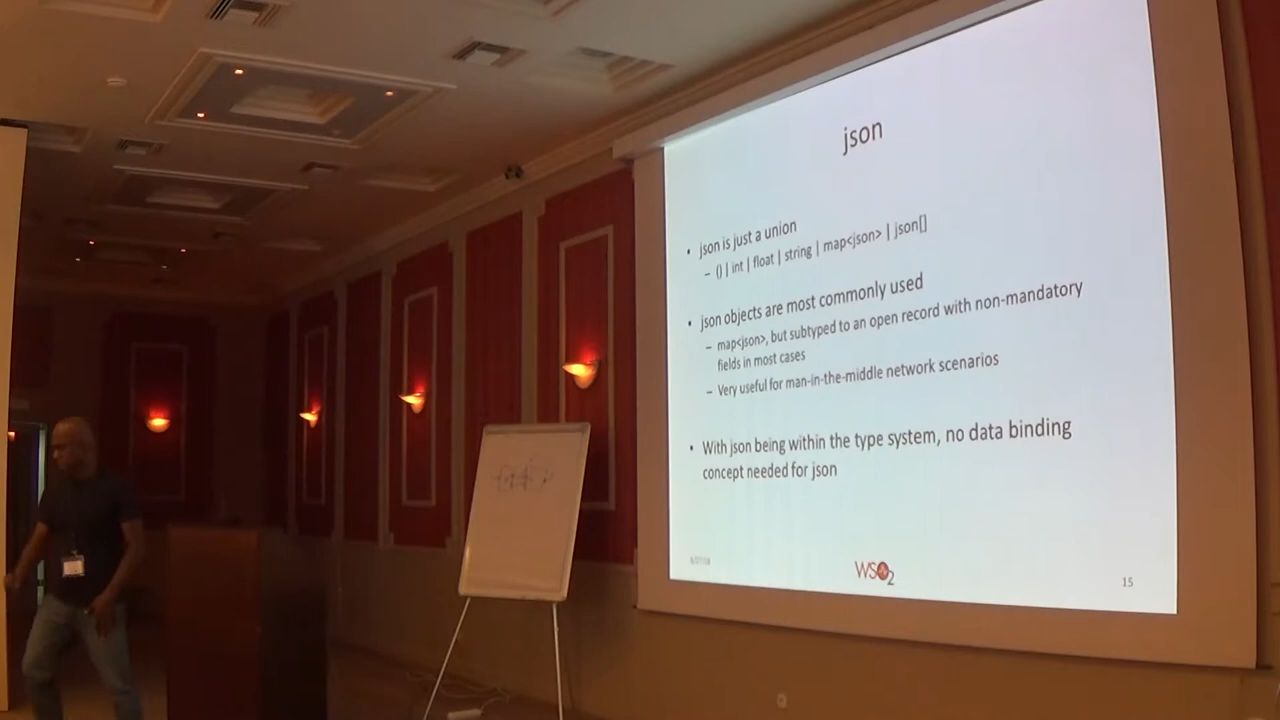 json
• json is just a union
– () | int | float | string | map<json> | json[]
• json objects are most commonly used
– map<json>, but subtyped to an open record with non-mandatory
fields in most cases
– Very useful for man-in-the-middle network scenarios
• With json being within the type system, no data binding
concept needed for json
WSO2
15